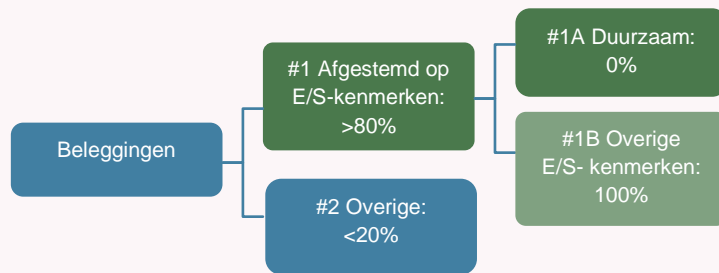 Beleggingen
#1 Afgestemd op
E/S-kenmerken:
>80%
#2 Overige:
<20%
#1A Duurzaam:
0%
#1B Overige
E/S- kenmerken:
100%